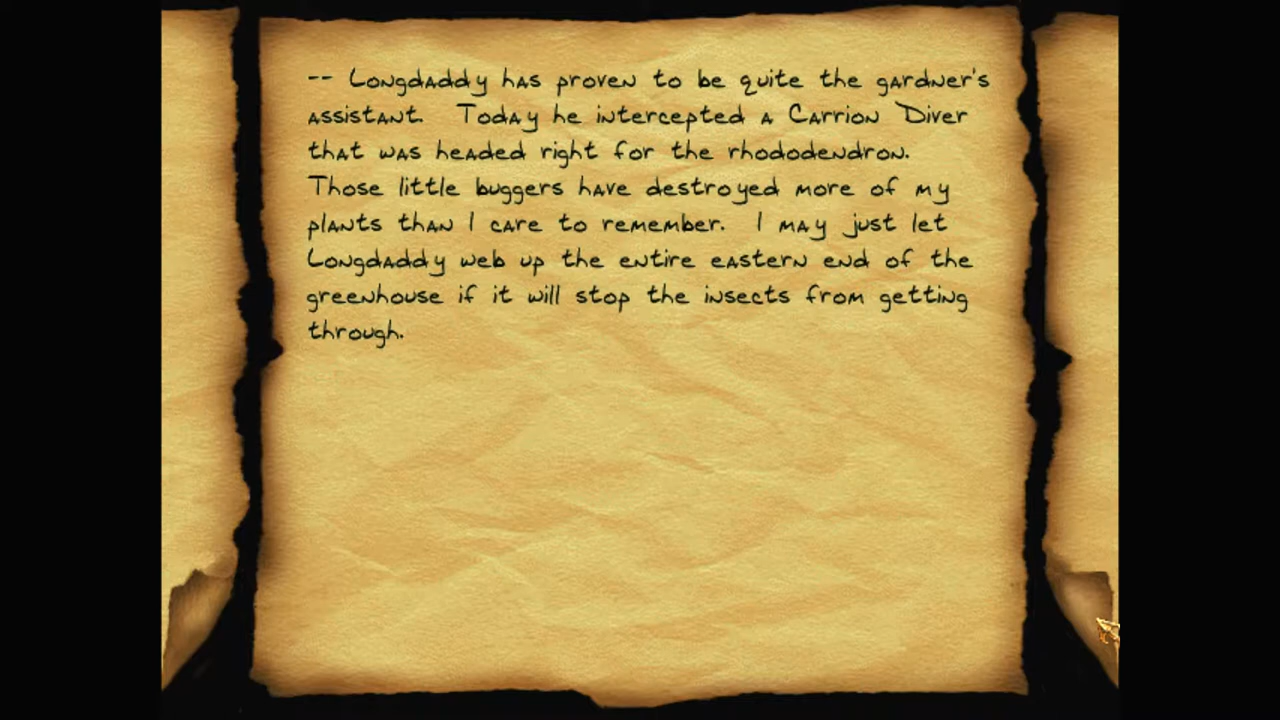 -- Longdaddy has proven to be quite the gardner's
assistant. Today he intercepted a Carrion Diver
that was headed right for the rhododendron.
Those little buggers have destroyed more of my
plants than I care to remember. I may just let
Longdaddy web up the entire eastern end of the
greenhouse if it will stop the insects from getting
through.